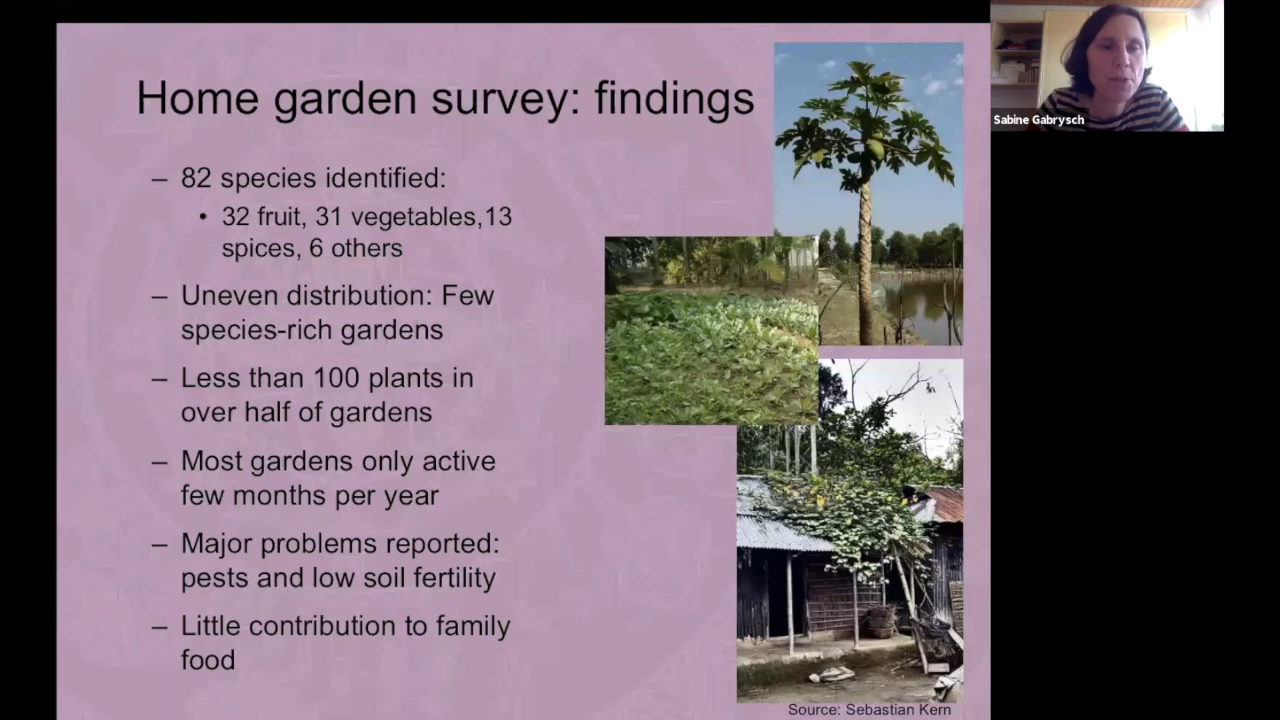 Home garden survey: findings
– 82 species identified:
• 32 fruit, 31 vegetables,13
spices, 6 others
– Uneven distribution: Few
species-rich gardens
– Less than 100 plants in
over half of gardens
– Most gardens only active
few months per year
– Major problems reported:
pests and low soil fertility
– Little contribution to family
food
Source: Sebastian Kern
Sabine Gabrysch